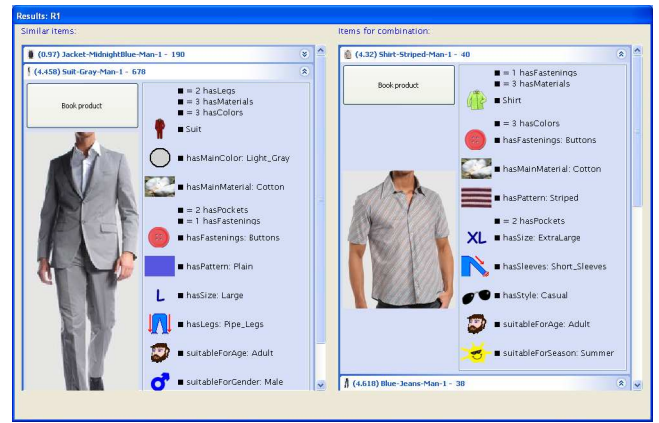 Results: R1
Similar items:
(0.97) Jacket-MidnightBlue-Man-1 - 190
(4.458) Suit-Gray-Man-1 - 678
Book product
= 2 hasLegs
= 3 hasMaterials
= 3 hasColors
Suit
hasMainColor: Light_Gray
hasMainMaterial: Cotton
= 2 hasPockets
= 1 hasFastenings
hasFastenings: Buttons
hasPattern: Plain
L
hasSize: Large
hasLegs: Pipe_Legs
suitableForAge: Adult
suitableForGender: Male
Items for combination:
(4.32) Shirt-Striped-Man-1 - 40
Book product
= 1 hasFastenings
= 3 hasMaterials
Shirt
= 3 hasColors
hasFastenings: Buttons
hasMainMaterial: Cotton
hasPattern: Striped
= 2 hasPockets
XL
hasSize: ExtraLarge
hasSleeves: Short_Sleeves
hasStyle: Casual
suitableForAge: Adult
suitableForSeason: Summer
(4.618) Blue-Jeans-Man-1 - 38